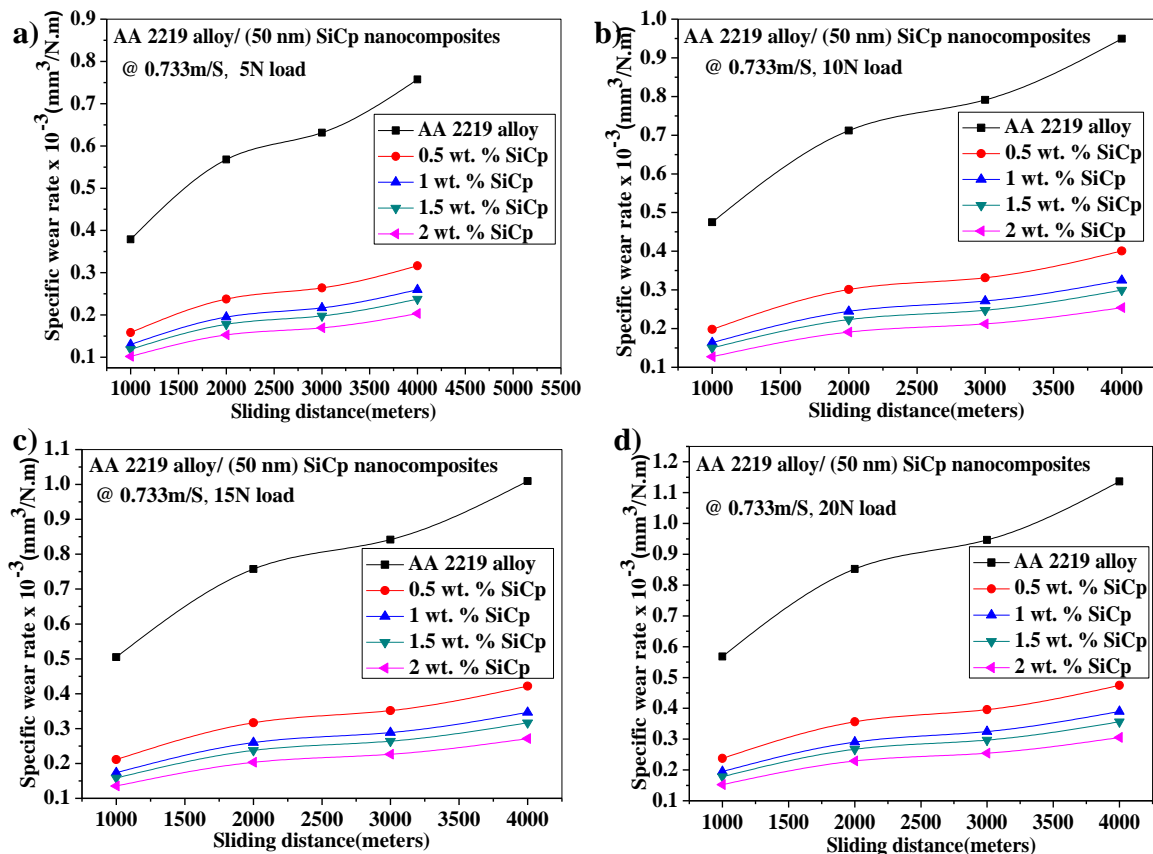 a)
AA 2219 alloy/ (50 nm) SiCp nanocomposites
@ 0.733m/S, 5N load
AA 2219 alloy
0.5 wt. % SiCp
1 wt. % SiCp
1.5 wt. % SiCp
2 wt. % SiCp
Specific wear rate x 10⁻³(mm³/N.m)
0.9
0.8
0.7
0.6
0.5
0.4
0.3
0.2
0.1
1000 1500 2000 2500 3000 3500 4000 4500 5000 5500
Sliding distance(meters)
b)
AA 2219 alloy/ (50 nm) SiCp nanocomposites
@ 0.733m/S, 10N load
AA 2219 alloy
0.5 wt. % SiCp
1 wt. % SiCp
1.5 wt. % SiCp
2 wt. % SiCp
Specific wear rate x 10⁻³(mm³/N.m)
1.0
0.9
0.8
0.7
0.6
0.5
0.4
0.3
0.2
0.1
1000 1500 2000 2500 3000 3500 4000
Sliding distance(meters)
c)
AA 2219 alloy/ (50 nm) SiCp nanocomposites
@ 0.733m/S, 15N load
AA 2219 alloy
0.5 wt. % SiCp
1 wt. % SiCp
1.5 wt. % SiCp
2 wt. % SiCp
Specific wear rate x 10⁻³(mm³/N.m)
1.1
1.0
0.9
0.8
0.7
0.6
0.5
0.4
0.3
0.2
0.1
1000 1500 2000 2500 3000 3500 4000
Sliding distance(meters)
d)
AA 2219 alloy/ (50 nm) SiCp nanocomposites
@ 0.733m/S, 20N load
AA 2219 alloy
0.5 wt. % SiCp
1 wt. % SiCp
1.5 wt. % SiCp
2 wt. % SiCp
Specific wear rate x 10⁻³(mm³/N.m)
1.2
1.1
1.0
0.9
0.8
0.7
0.6
0.5
0.4
0.3
0.2
0.1
1000 1500 2000 2500 3000 3500 4000
Sliding distance(meters)